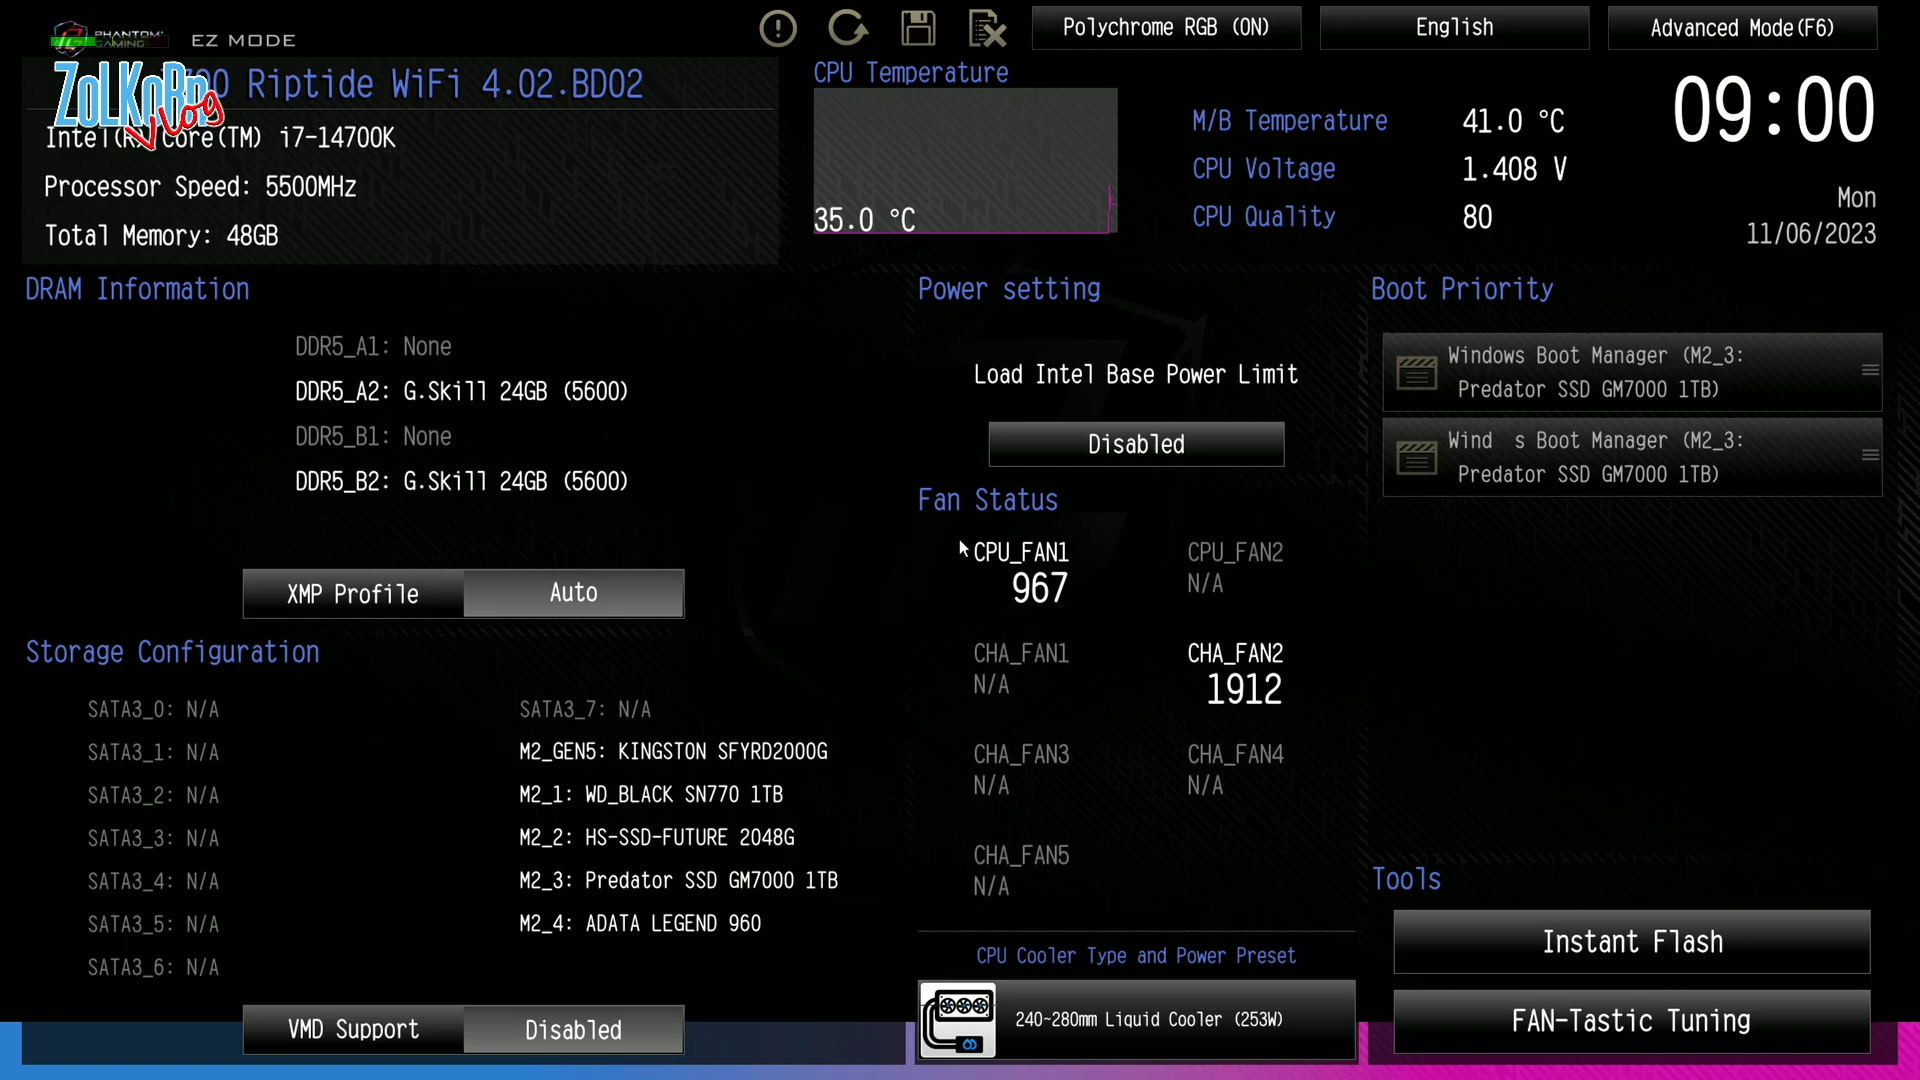 PHANTOM GAMING
EZ MODE
Polychrome RGB (ON)
English
Advanced Mode(F6)
ZOLKORN
Vlog
Riptide WiFi 4.02.BD02
Intel(R) Core(TM) i7-14700K
Processor Speed: 5500MHz
Total Memory: 48GB
CPU Temperature
35.0 °C
M/B Temperature 41.0 °C
CPU Voltage 1.408 V
CPU Quality 80
09:00
Mon
11/06/2023
DRAM Information
DDR5_A1: None
DDR5_A2: G.Skill 24GB (5600)
DDR5_B1: None
DDR5_B2: G.Skill 24GB (5600)
XMP Profile Auto
Storage Configuration
SATA3_0: N/A
SATA3_1: N/A
SATA3_2: N/A
SATA3_3: N/A
SATA3_4: N/A
SATA3_5: N/A
SATA3_6: N/A
SATA3_7: N/A
M2_GEN5: KINGSTON SFYRD2000G
M2_1: WD_BLACK SN770 1TB
M2_2: HS-SSD-FUTURE 2048G
M2_3: Predator SSD GM7000 1TB
M2_4: ADATA LEGEND 960
VMD Support Disabled
Power setting
Load Intel Base Power Limit
Disabled
Fan Status
CPU_FAN1
967
CPU_FAN2
N/A
CHA_FAN1
N/A
CHA_FAN2
1912
CHA_FAN3
N/A
CHA_FAN4
N/A
CHA_FAN5
N/A
CPU Cooler Type and Power Preset
240~280mm Liquid Cooler (253W)
Boot Priority
Windows Boot Manager (M2_3:
Predator SSD GM7000 1TB)
Wind s Boot Manager (M2_3:
Predator SSD GM7000 1TB)
Tools
Instant Flash
FAN-Tastic Tuning